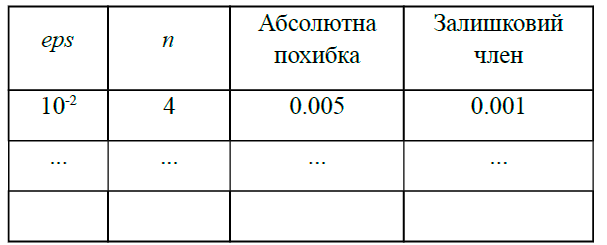 eps n Абсолютна похибка Залишковий член
10⁻² 4 0.005 0.001
... ... ... ...